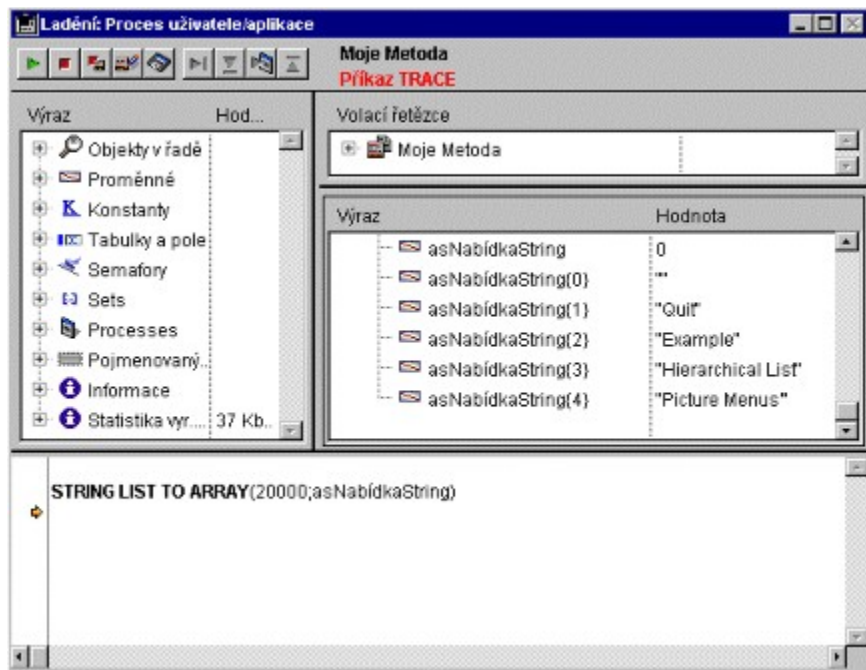 Ladění: Proces uživatele/aplikace
Moje Metoda
Příkaz TRACE
Výraz Hod...
Objekty v řadě
Proměnné
Konstanty
Tabulky a pole
Semafory
Sets
Processes
Pojmenovaný..
Informace
Statistika vyr.... 37 Kb..
Volací řetězce
Moje Metoda
Výraz Hodnota
asNabídkaString 0
asNabídkaString{0} ""
asNabídkaString{1} "Quit"
asNabídkaString{2} "Example"
asNabídkaString{3} "Hierarchical List"
asNabídkaString{4} "Picture Menus"
STRING LIST TO ARRAY(20000;asNabídkaString)